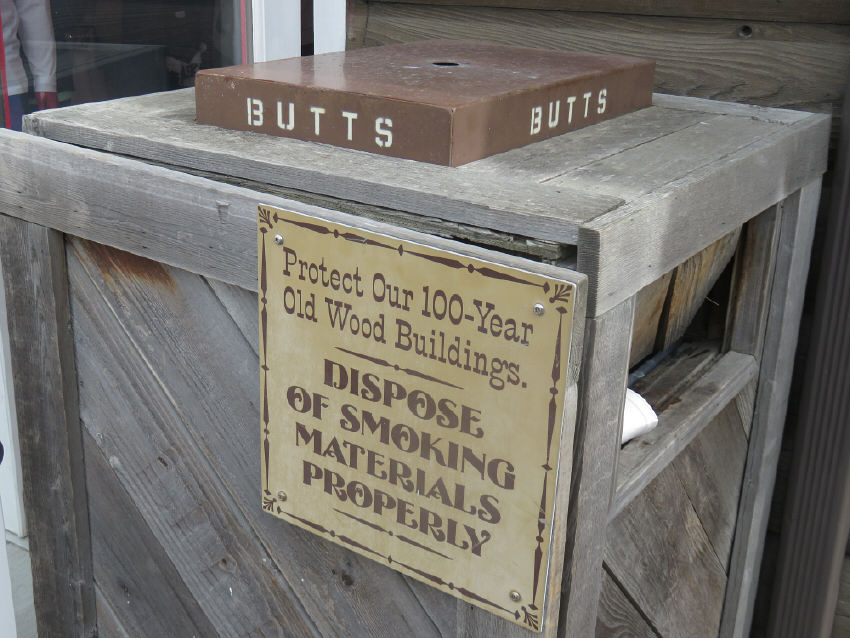 BUTTS BUTTS
Protect Our 100-Year
Old Wood Buildings.
DISPOSE
OF SMOKING
MATERIALS
PROPERLY